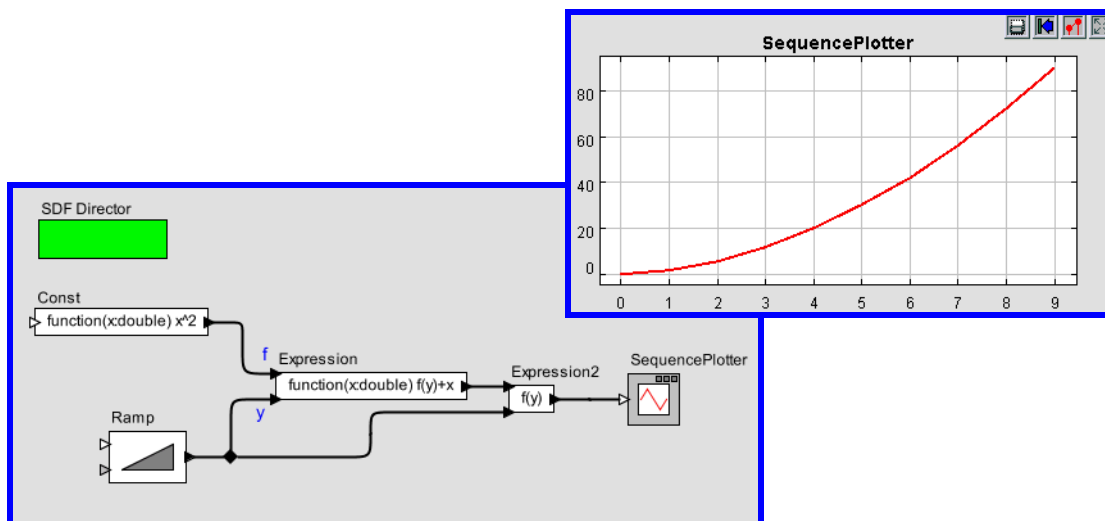 SequencePlotter
80
60
40
20
0
0 1 2 3 4 5 6 7 8 9
SDF Director
Const
function(x:double) x^2
f
Expression
function(x:double) f(y)+x
y
Ramp
Expression2
f(y)
SequencePlotter